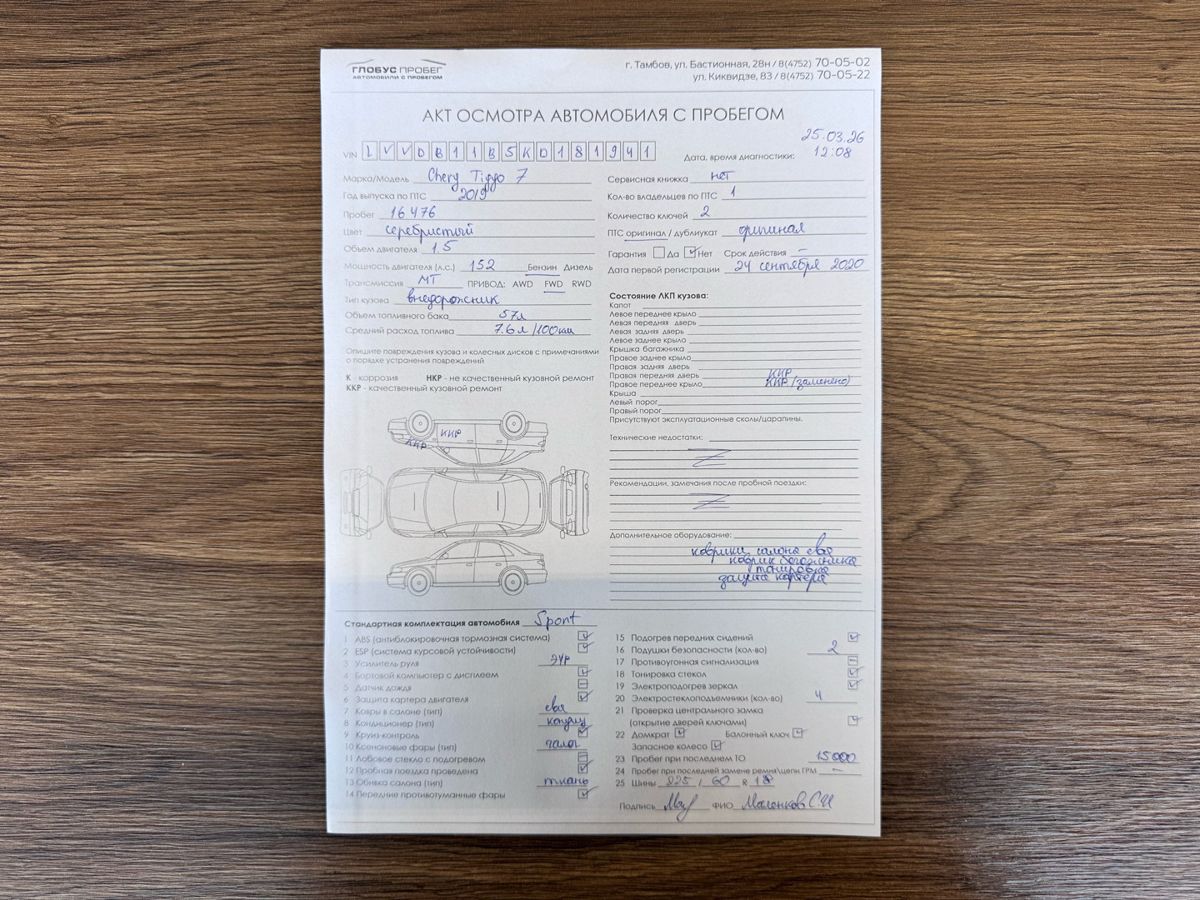 ГЛОБУС ПРОБЕГ
АВТОМОБИЛИ С ПРОБЕГОМ
г. Тамбов, ул. Бастионная, 28н / 8(4752) 70-05-02
ул. Киквидзе, 83 / 8(4752) 70-05-22
АКТ ОСМОТРА АВТОМОБИЛЯ С ПРОБЕГОМ
VIN LVVDB11B5KD181941
Дата, время диагностики: 25.03.26 12:08
Марка/Модель Chery Tiggo 7
Год выпуска по ПТС 2019
Пробег 16476
Цвет серебристый
Объем двигателя 1.5
Мощность двигателя (л.с.) 152 Бензин Дизель
Трансмиссия МТ ПРИВОД: AWD FWD RWD
Тип кузова внедорожник
Объем топливного бака 57л
Средний расход топлива 7.6 л/100км
Сервисная книжка нет
Кол-во владельцев по ПТС 1
Количество ключей 2
ПТС оригинал / дубликат
Гарантия Да Нет Срок действия –
Дата первой регистрации 24 сентября 2020
Опишите повреждения кузова и колесных дисков с примечаниями
о порядке устранения повреждений
К - коррозия НКР - не качественный кузовной ремонт
ККР - качественный кузовной ремонт
ККР
ККР
Состояние ЛКП кузова:
Капот
Левое переднее крыло
Левая передняя дверь
Левая задняя дверь
Левое заднее крыло
Крышка багажника
Правое заднее крыло
Правая задняя дверь
Правая передняя дверь ККР
Правое переднее крыло ККР (заменено)
Крыша
Левый порог
Правый порог
Присутствуют эксплуатационные сколы/царапины.
Технические недостатки:
Рекомендации, замечания после пробной поездки:
Дополнительное оборудование:
коврики салона eva
коврик багажника
тонировка
защита картера
Стандартная комплектация автомобиля Sport
1 ABS (антиблокировочная тормозная система)
2 ESP (система курсовой устойчивости)
3 Усилитель руля ЭУР
4 Бортовой компьютер с дисплеем
5 Датчик дождя
6 Защита картера двигателя
7 Ковры в салоне (тип) eva
8 Кондиционер (тип)
9 Круиз-контроль
10 Ксеноновые фары (тип) галог
11 Лобовое стекло с подогревом
12 Пробная поездка проведена
13 Обивка салона (тип) ткань
14 Передние противотуманные фары
15 Подогрев передних сидений
16 Подушки безопасности (кол-во) 2
17 Противоугонная сигнализация
18 Тонировка стекол
19 Электроподогрев зеркал
20 Электростеклоподъемники (кол-во) 4
21 Проверка центрального замка
(открытие дверей ключами)
22 Домкрат Балонный ключ
Запасное колесо
23 Пробег при последнем ТО 15000
24 Пробег при последней замене ремня\цепи ГРМ –
25 Шины 225 / 60 R 18
Подпись ФИО